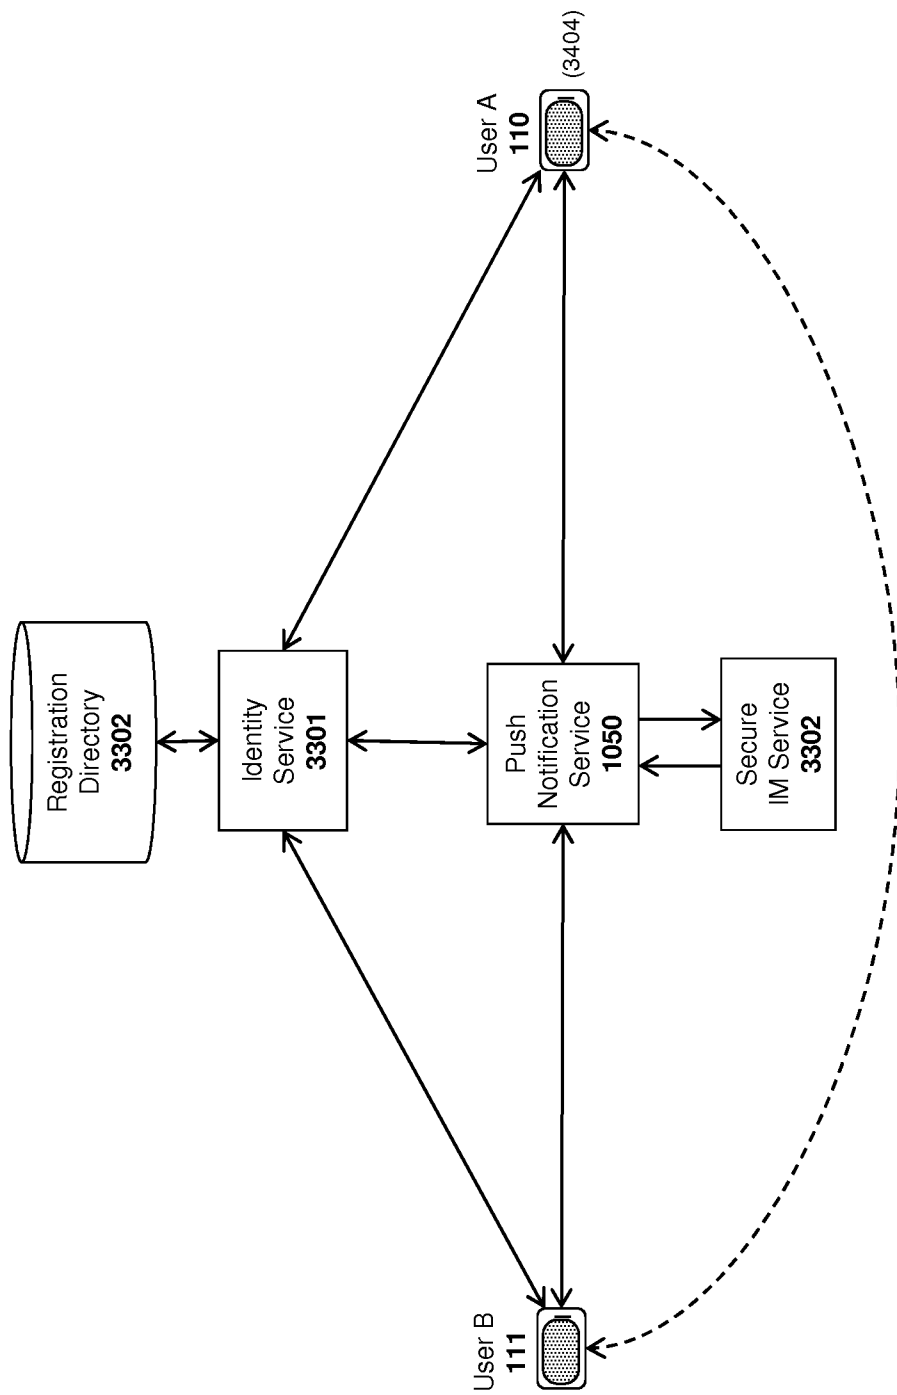 Registration
Directory
3302
Identity
Service
3301
User B
111
Push
Notification
Service
1050
User A
110
(3404)
Secure
IM Service
3302